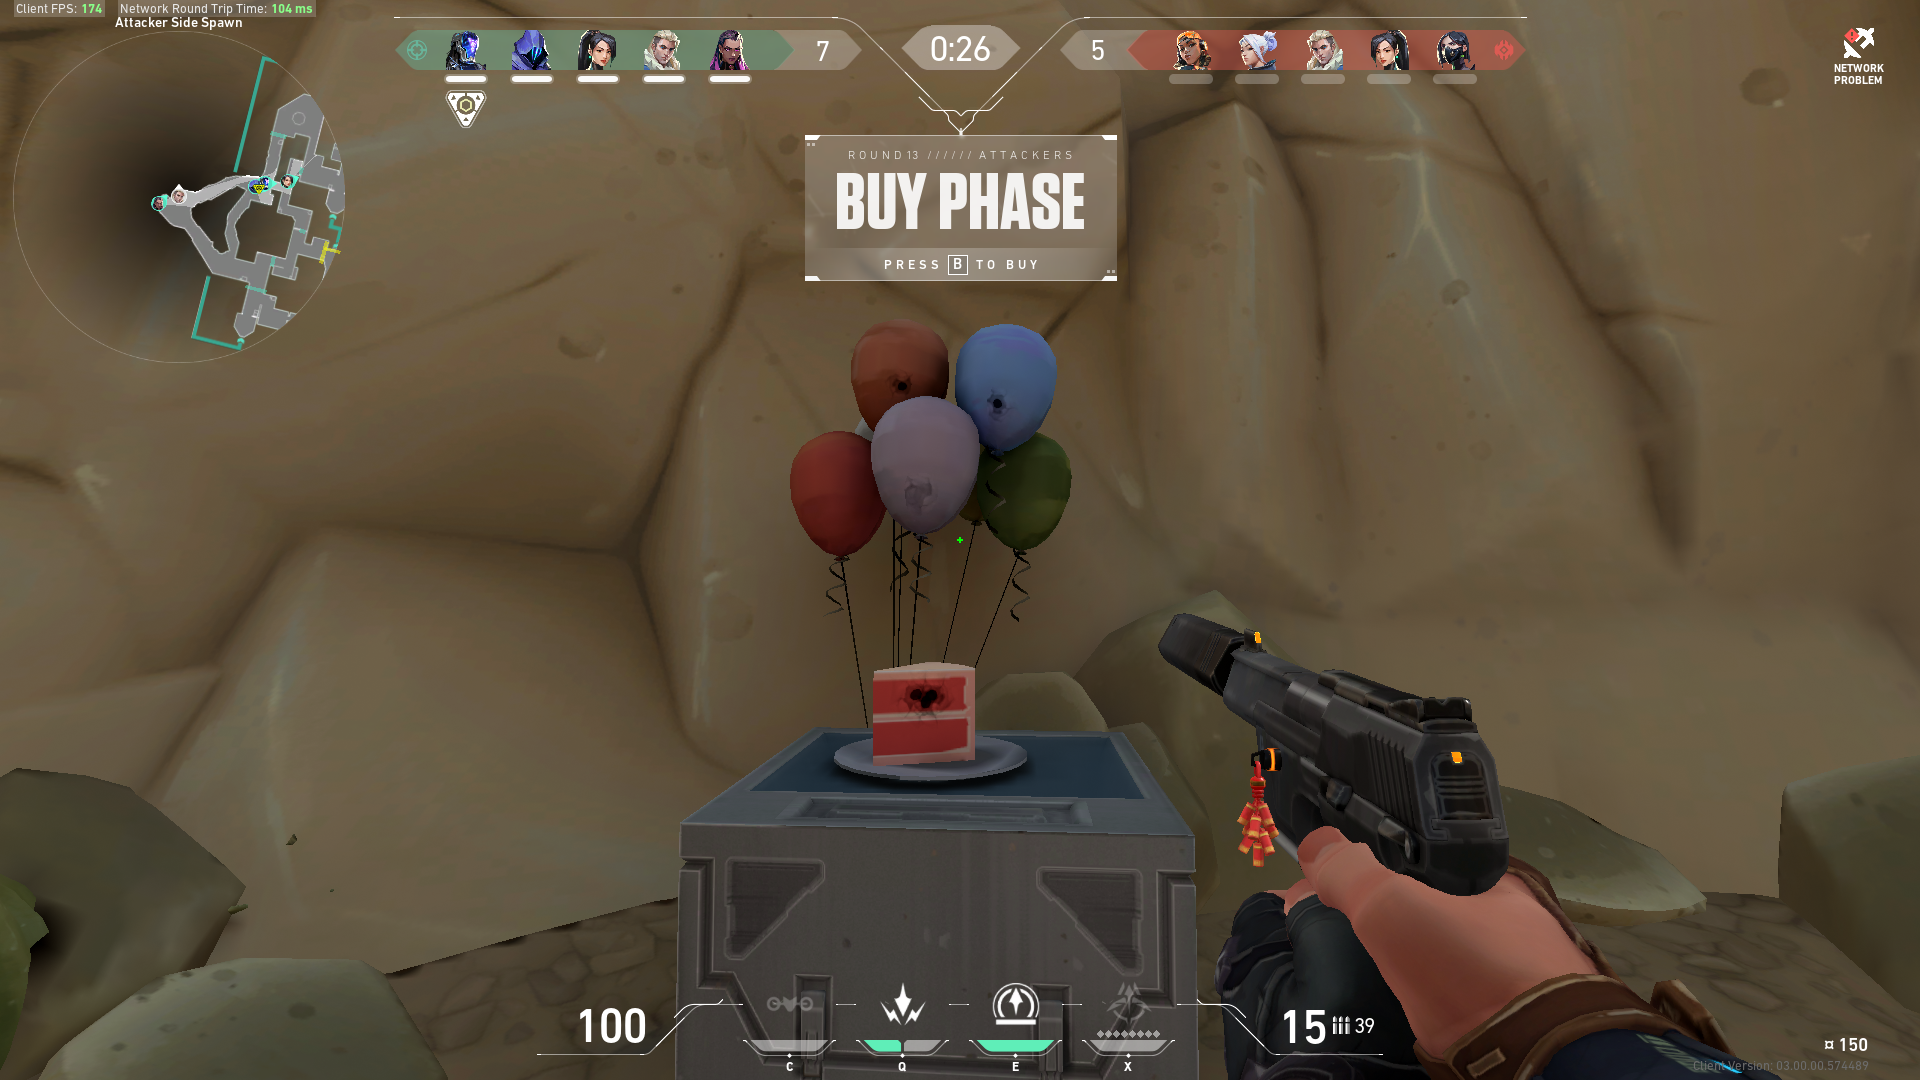 Client FPS: 174 Network Round Trip Time: 104 ms
Attacker Side Spawn
7 0:26 5
NETWORK
PROBLEM
ROUND 13 ////// ATTACKERS
BUY PHASE
PRESS B TO BUY
100
15 39
C Q E X
¤ 150
Client Version: 03.00.00.574489